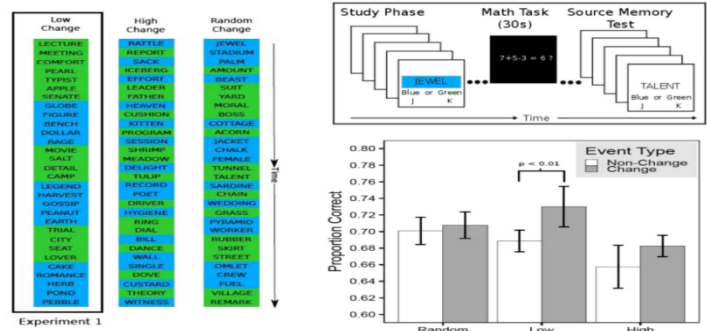 Low
Change
LECTURE
MEETING
COMFORT
PEARL
TYPIST
APPLE
SENATE
GLOBE
FIGURE
BENCH
DOLLAR
RAGE
MOVIE
SALT
DETAIL
CAMP
LEGEND
HARVEST
GOSSIP
PEANUT
EARTH
TRIAL
CITY
SEAT
LOVER
CAKE
ROMANCE
HERB
POND
PEBBLE
Experiment 1
High
Change
RATTLE
REPORT
SACK
ICEBERG
EFFORT
LEADER
FATHER
HEAVEN
CUSHION
KITTEN
PROGRAM
SESSION
SHRIMP
MEADOW
DELIGHT
TULIP
RECORD
POET
DRIVER
HYGIENE
RING
DIAL
BILL
DANCE
WALL
SINGLE
DOVE
CUSTARD
THEORY
WITNESS
Random
Change
JEWEL
STADIUM
PALM
AMOUNT
BEAST
SUIT
YARD
MORAL
BOSS
COTTAGE
ACORN
JACKET
CHALK
FEMALE
TUNNEL
TALENT
SARDINE
CHAIN
WEDDING
GRASS
PYRAMID
WORKER
RUBBER
SKIRT
STREET
OMLET
CREW
FUEL
VILLAGE
REMARK
Time
Study Phase
Math Task
(30s)
Source Memory
Test
JEWEL
Blue or Green
J K
7+5-3 = 6 ?
TALENT
Blue or Green
J K
Time
Event Type
Non-Change
Change
p < 0.01
Proportion Correct
0.80
0.78
0.76
0.74
0.72
0.70
0.68
0.66
0.64
0.62
0.60
Random Low High